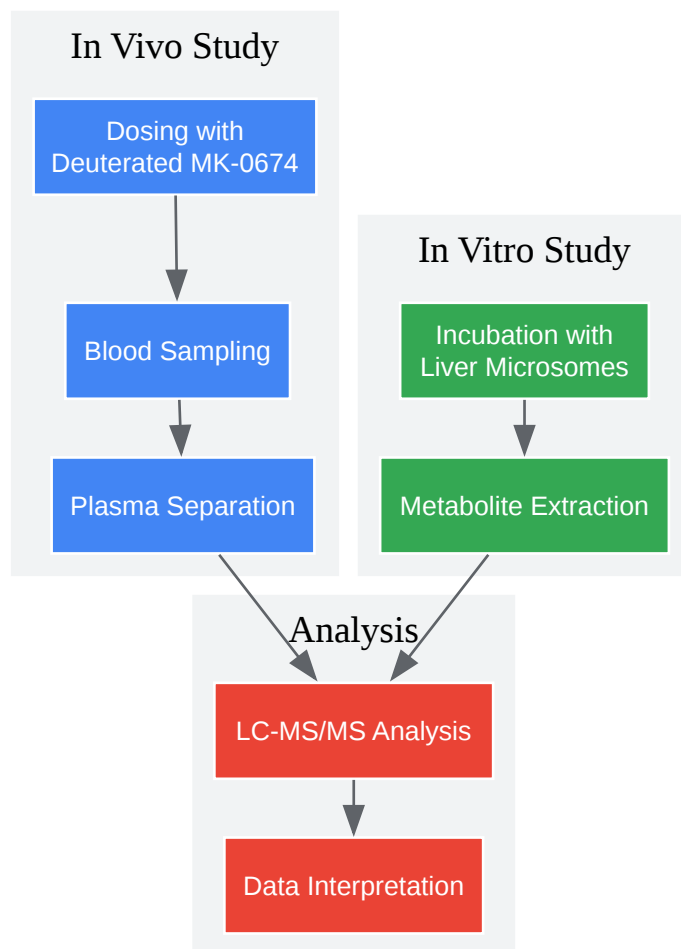 In Vivo Study
Dosing with
Deuterated MK-0674
Blood Sampling
Plasma Separation
In Vitro Study
Incubation with
Liver Microsomes
Metabolite Extraction
Analysis
LC-MS/MS Analysis
Data Interpretation